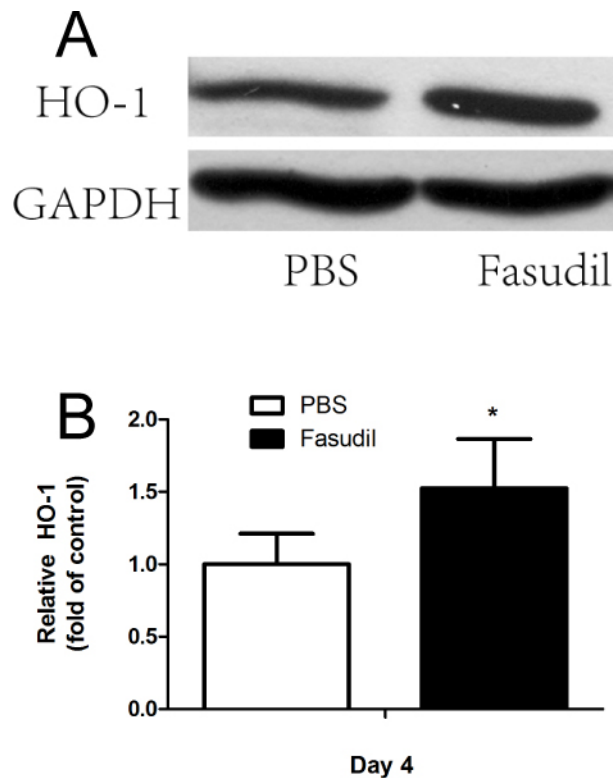 A
HO-1
GAPDH
PBS Fasudil
B
PBS
Fasudil
*
2.0
1.5
1.0
0.5
0.0
Relative HO-1
(fold of control)
Day 4